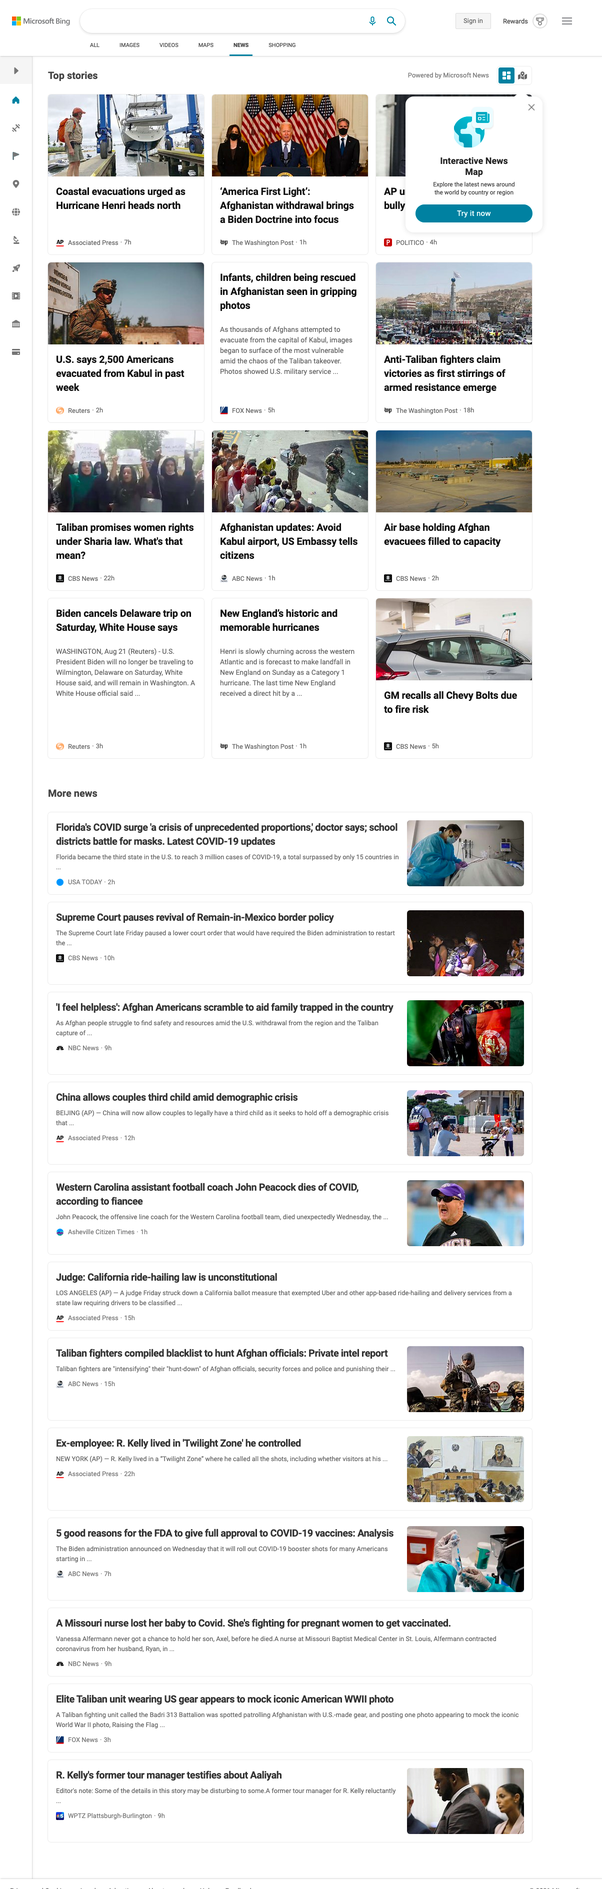 Microsoft Bing
Sign in
Rewards
ALL
IMAGES
VIDEOS
MAPS
NEWS
SHOPPING
Top stories
Powered by Microsoft News
Interactive News
Map
Explore the latest news around
the world by country or region
Try it now
Coastal evacuations urged as
Hurricane Henri heads north
AP Associated Press · 7h
'America First Light':
Afghanistan withdrawal brings
a Biden Doctrine into focus
wp The Washington Post · 1h
AP u
bully
P POLITICO · 4h
U.S. says 2,500 Americans
evacuated from Kabul in past
week
Reuters · 2h
Infants, children being rescued
in Afghanistan seen in gripping
photos
As thousands of Afghans attempted to
evacuate from the capital of Kabul, images
began to surface of the most vulnerable
amid the chaos of the Taliban takeover.
Photos showed U.S. military service ...
FOX News · 5h
Anti-Taliban fighters claim
victories as first stirrings of
armed resistance emerge
wp The Washington Post · 18h
Taliban promises women rights
under Sharia law. What's that
mean?
CBS News · 22h
Afghanistan updates: Avoid
Kabul airport, US Embassy tells
citizens
ABC News · 1h
Air base holding Afghan
evacuees filled to capacity
CBS News · 2h
Biden cancels Delaware trip on
Saturday, White House says
WASHINGTON, Aug 21 (Reuters) - U.S.
President Biden will no longer be traveling to
Wilmington, Delaware on Saturday, White
House said, and will remain in Washington. A
White House official said ...
Reuters · 3h
New England's historic and
memorable hurricanes
Henri is slowly churning across the western
Atlantic and is forecast to make landfall in
New England on Sunday as a Category 1
hurricane. The last time New England
received a direct hit by a ...
wp The Washington Post · 1h
GM recalls all Chevy Bolts due
to fire risk
CBS News · 5h
More news
Florida's COVID surge 'a crisis of unprecedented proportions,' doctor says; school
districts battle for masks. Latest COVID-19 updates
Florida became the third state in the U.S. to reach 3 million cases of COVID-19, a total surpassed by only 15 countries in
...
USA TODAY · 2h
Supreme Court pauses revival of Remain-in-Mexico border policy
The Supreme Court late Friday paused a lower court order that would have required the Biden administration to restart
the ...
CBS News · 10h
'I feel helpless': Afghan Americans scramble to aid family trapped in the country
As Afghan people struggle to find safety and resources amid the U.S. withdrawal from the region and the Taliban
capture of ...
NBC News · 9h
China allows couples third child amid demographic crisis
BEIJING (AP) — China will now allow couples to legally have a third child as it seeks to hold off a demographic crisis
that ...
AP Associated Press · 12h
Western Carolina assistant football coach John Peacock dies of COVID,
according to fiancee
John Peacock, the offensive line coach for the Western Carolina football team, died unexpectedly Wednesday, the ...
Asheville Citizen Times · 1h
Judge: California ride-hailing law is unconstitutional
LOS ANGELES (AP) — A judge Friday struck down a California ballot measure that exempted Uber and other app-based ride-hailing and delivery services from a
state law requiring drivers to be classified ...
AP Associated Press · 15h
Taliban fighters compiled blacklist to hunt Afghan officials: Private intel report
Taliban fighters are "intensifying" their "hunt-down" of Afghan officials, security forces and police and punishing their ...
ABC News · 15h
Ex-employee: R. Kelly lived in 'Twilight Zone' he controlled
NEW YORK (AP) — R. Kelly lived in a "Twilight Zone" where he called all the shots, including whether visitors at his ...
AP Associated Press · 22h
5 good reasons for the FDA to give full approval to COVID-19 vaccines: Analysis
The Biden administration announced on Wednesday that it will roll out COVID-19 booster shots for many Americans
starting in ...
ABC News · 7h
A Missouri nurse lost her baby to Covid. She's fighting for pregnant women to get vaccinated.
Vanessa Alfermann never got a chance to hold her son, Axel, before he died.A nurse at Missouri Baptist Medical Center in St. Louis, Alfermann contracted
coronavirus from her husband, Ryan, in ...
NBC News · 9h
Elite Taliban unit wearing US gear appears to mock iconic American WWII photo
A Taliban fighting unit called the Badri 313 Battalion was spotted patrolling Afghanistan with U.S.-made gear, and posting one photo appearing to mock the iconic
World War II photo, Raising the Flag ...
FOX News · 3h
R. Kelly's former tour manager testifies about Aaliyah
Editor's note: Some of the details in this story may be disturbing to some.A former tour manager for R. Kelly reluctantly
...
WPTZ Plattsburgh-Burlington · 9h